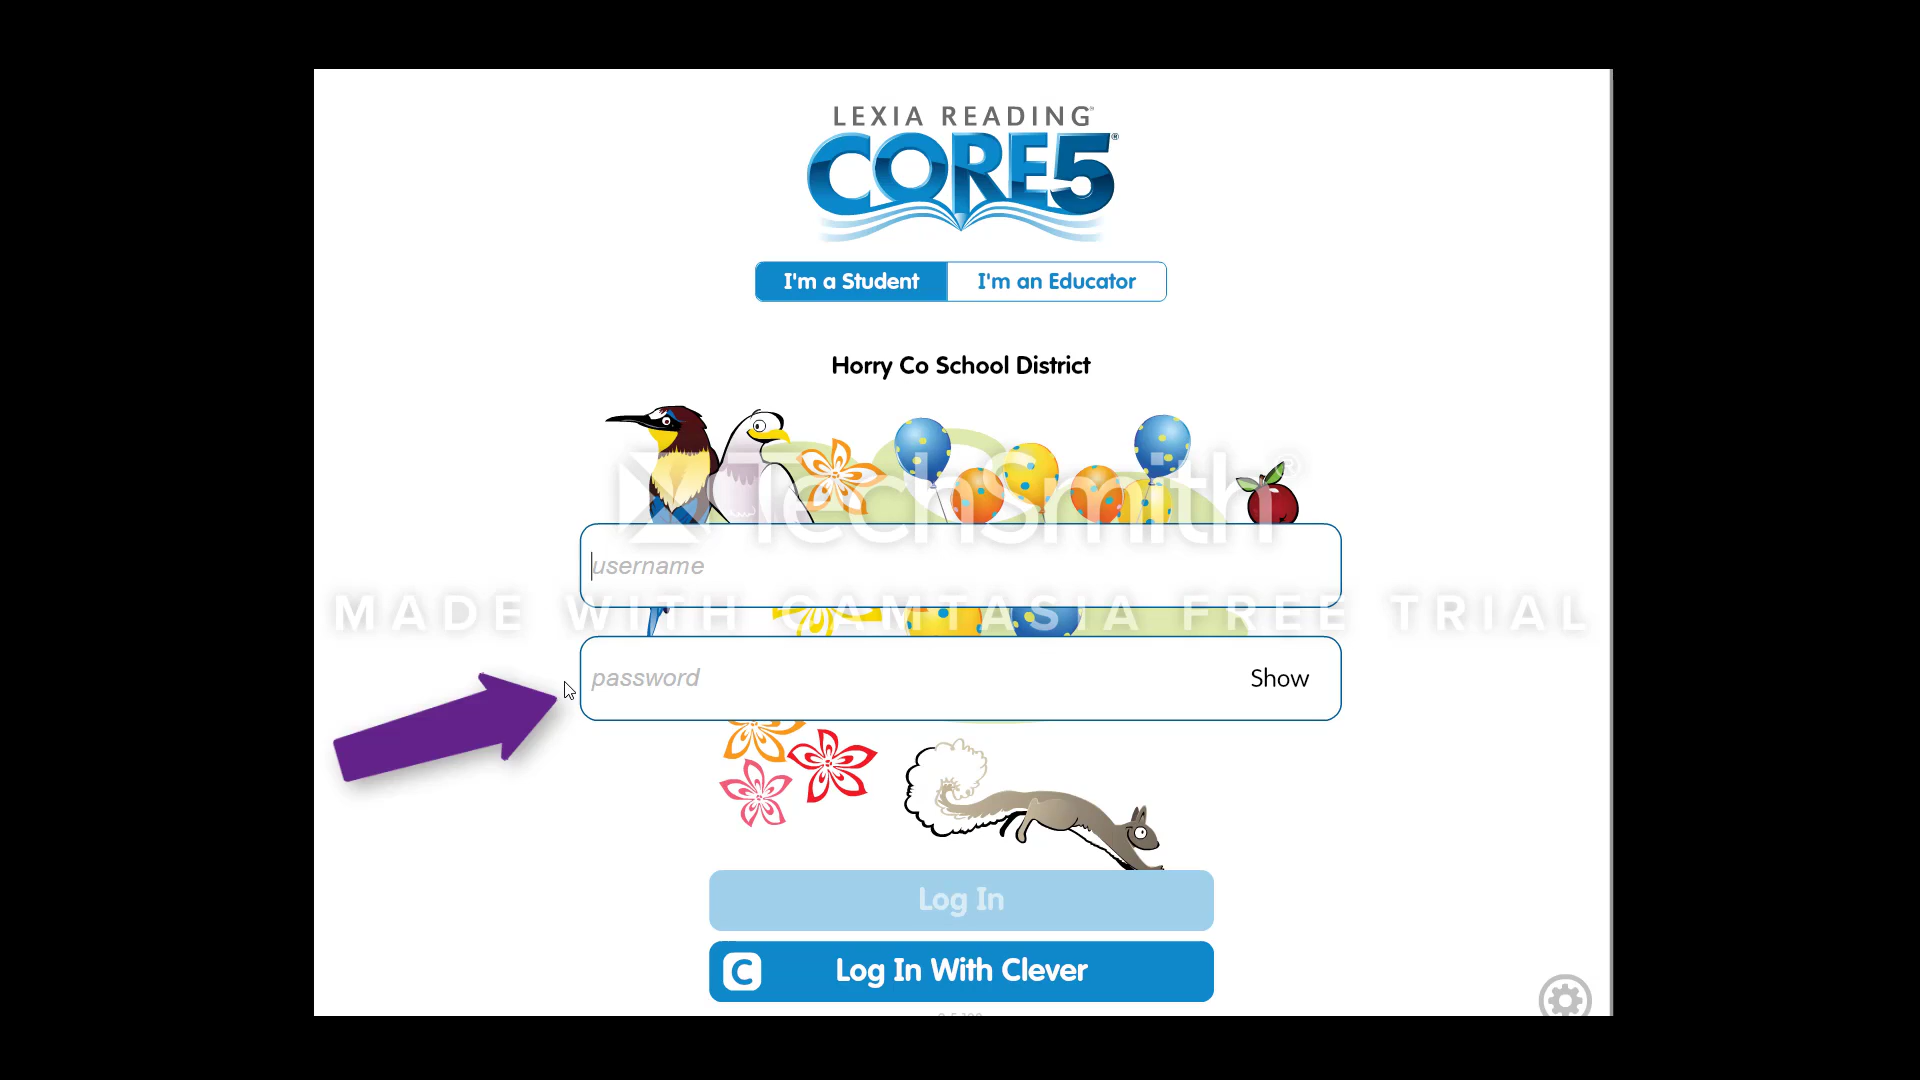 LEXIA READING™
CORE5®
I'm a Student
I'm an Educator
Horry Co School District
TechSmith®
username
MADE WITH CAMTASIA FREE TRIAL
password
Show
Log In
C
Log In With Clever